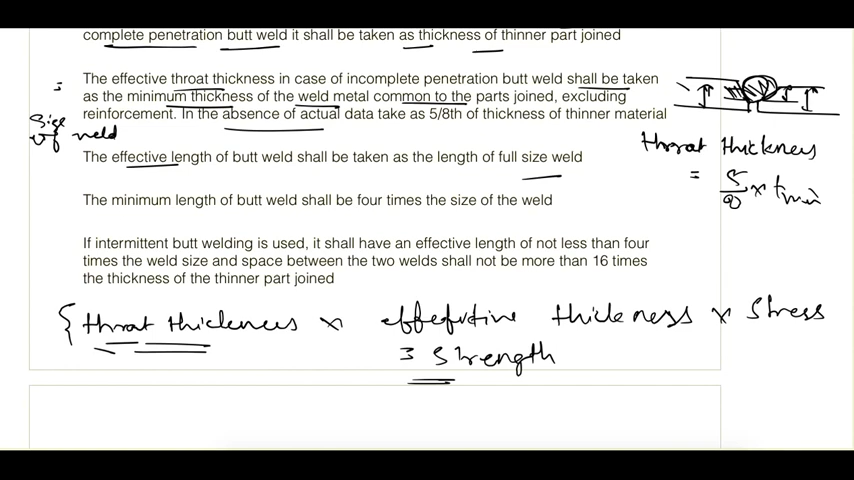 complete penetration butt weld it shall be taken as thickness of thinner part joined
The effective throat thickness in case of incomplete penetration butt weld shall be taken
as the minimum thickness of the weld metal common to the parts joined, excluding
reinforcement. In the absence of actual data take as 5/8th of thickness of thinner material
Size
of weld
throat thickness
= 5/8 x tmin
The effective length of butt weld shall be taken as the length of full size weld
The minimum length of butt weld shall be four times the size of the weld
If intermittent butt welding is used, it shall have an effective length of not less than four
times the weld size and space between the two welds shall not be more than 16 times
the thickness of the thinner part joined
{ throat thickness x effefutive thickness x stress
= strength